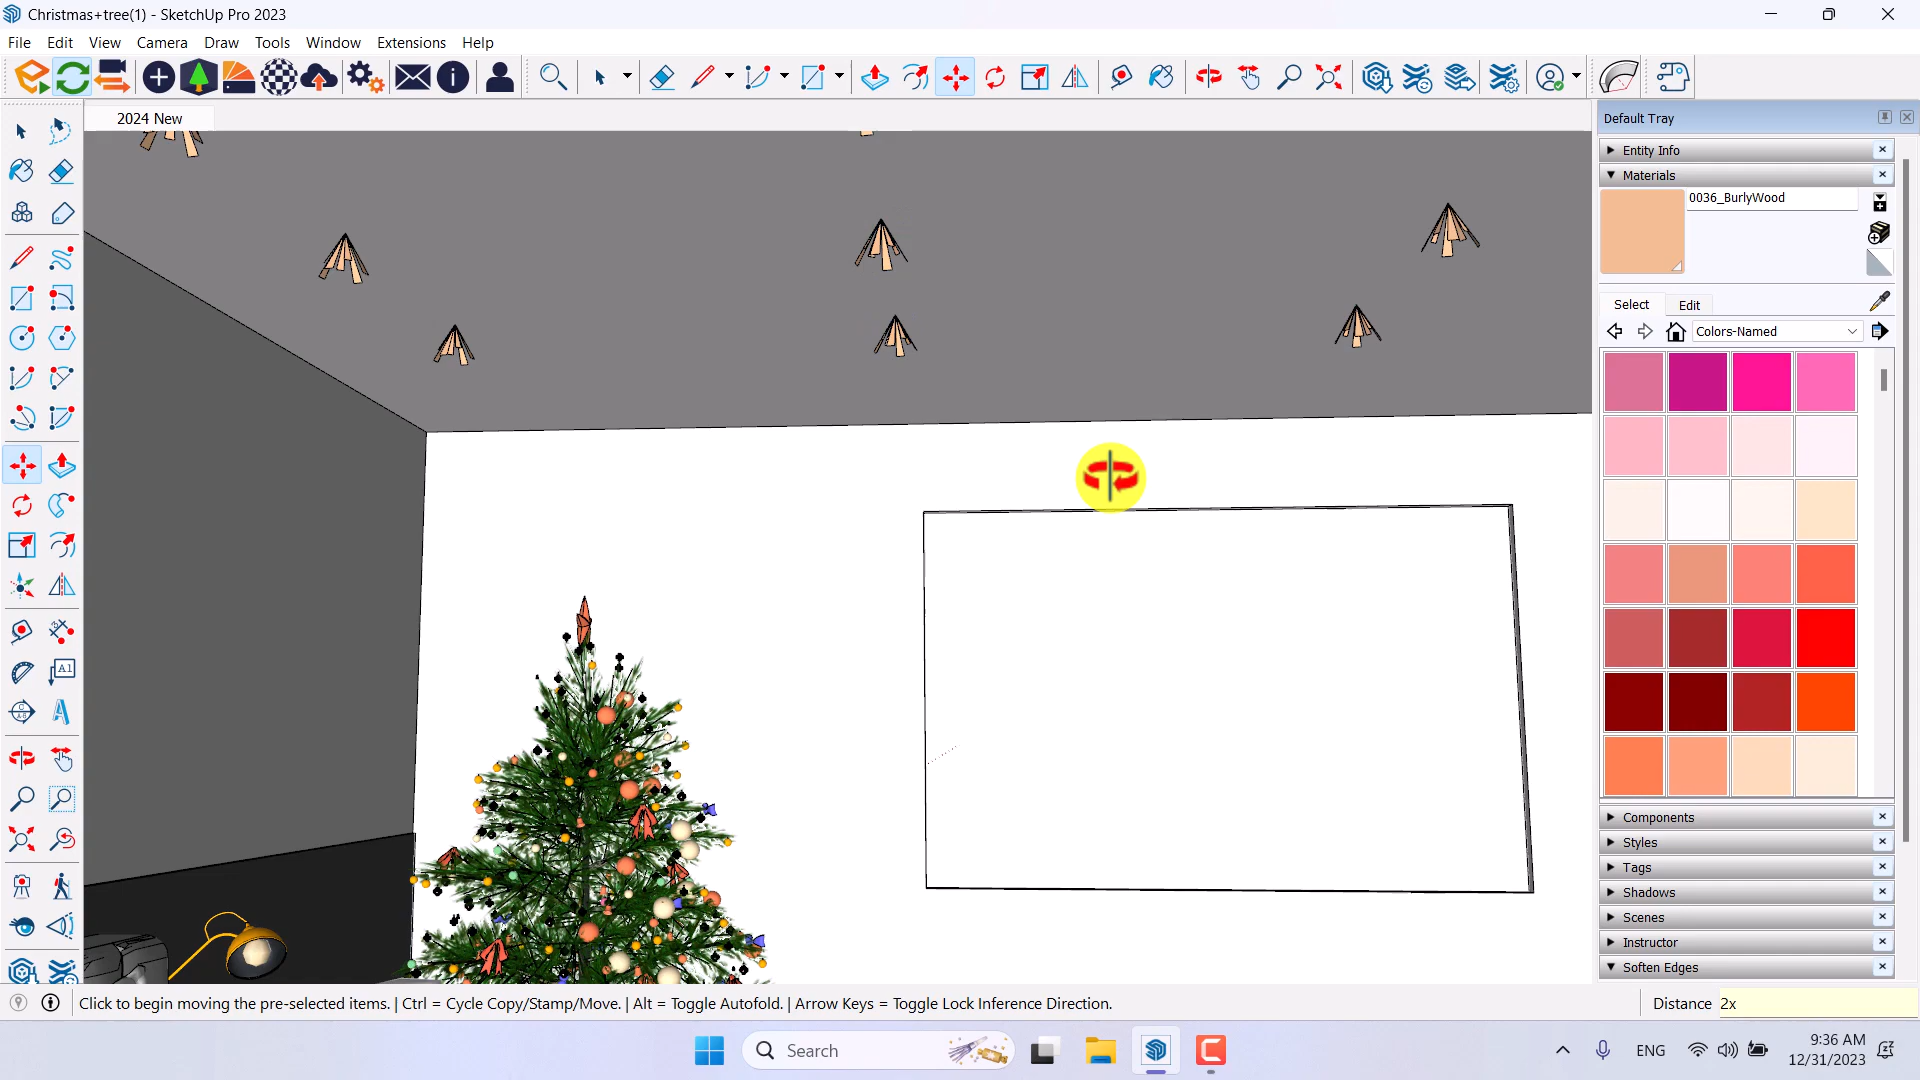 Christmas+tree(1) - SketchUp Pro 2023
File Edit View Camera Draw Tools Window Extensions Help
2024 New
Default Tray
Entity Info
Materials
0036_BurlyWood
Select Edit
Colors-Named
Components
Styles
Tags
Shadows
Scenes
Instructor
Soften Edges
Click to begin moving the pre-selected items. | Ctrl = Cycle Copy/Stamp/Move. | Alt = Toggle Autofold. | Arrow Keys = Toggle Lock Inference Direction.
Distance 2x
Search
ENG
9:36 AM
12/31/2023